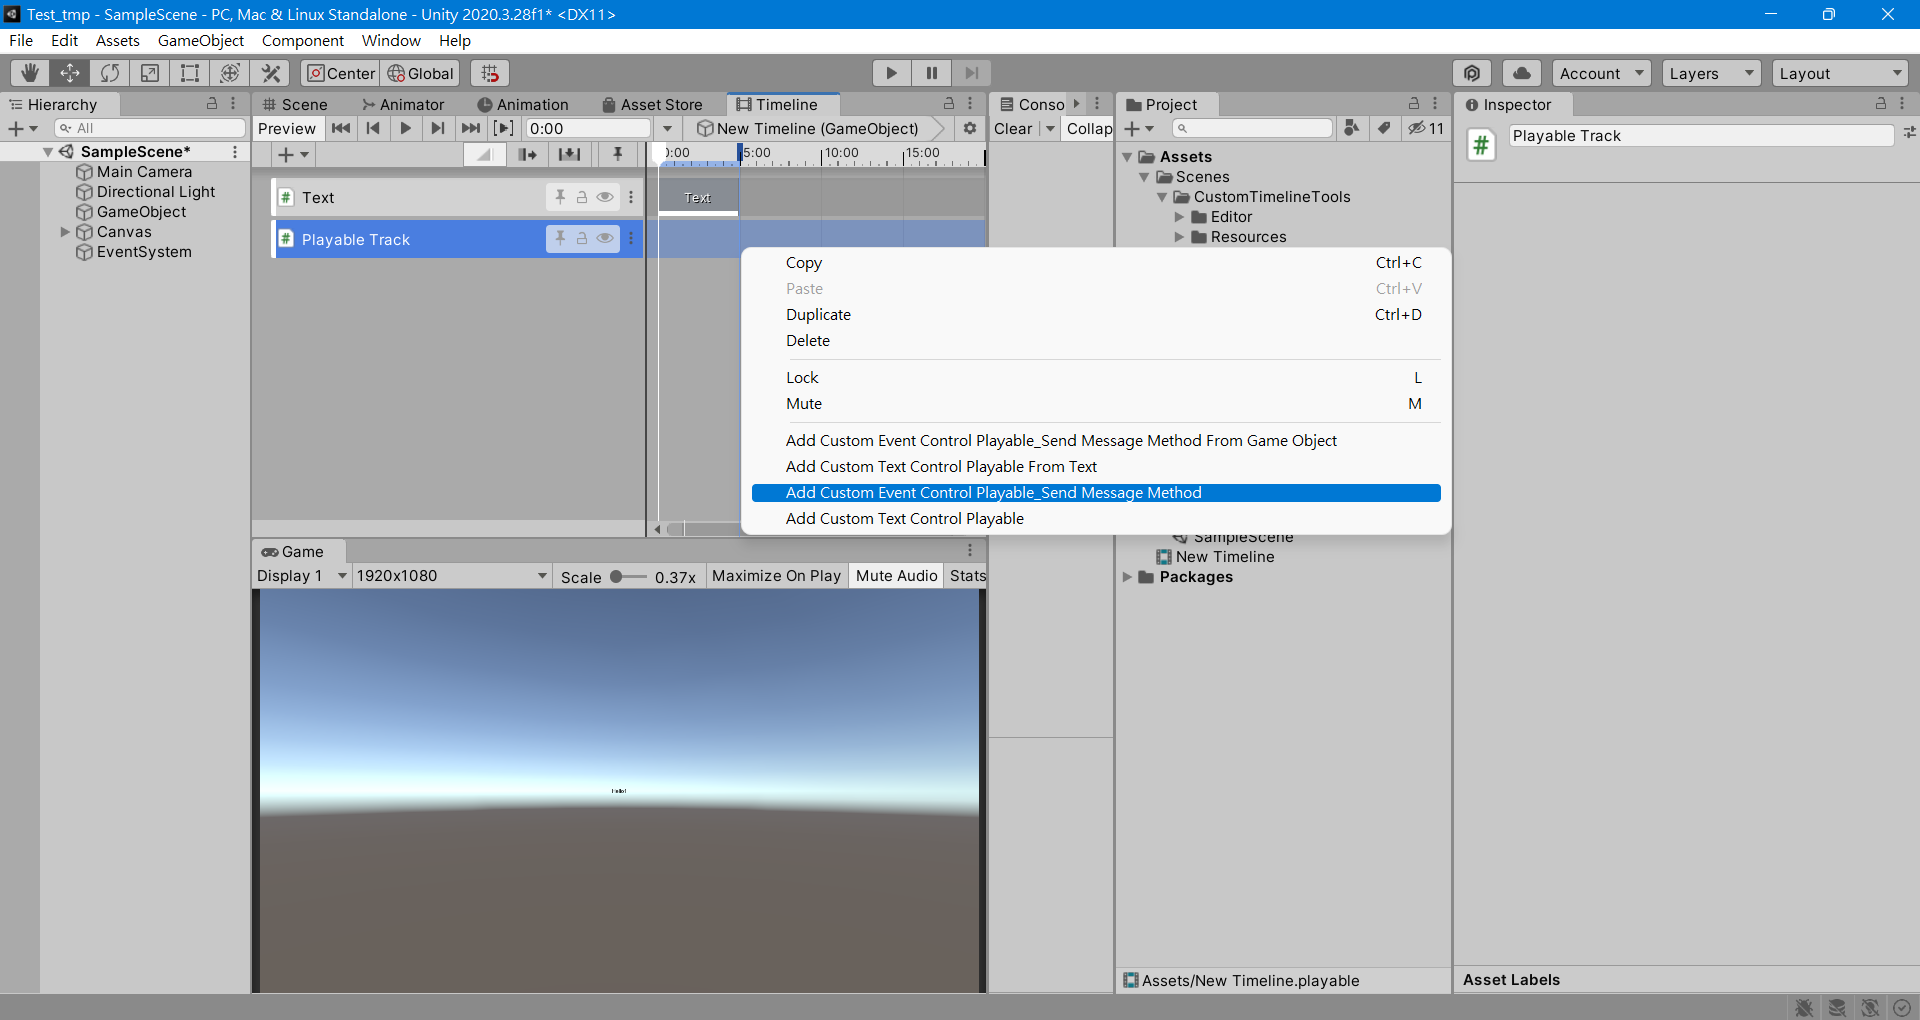 Test_tmp - SampleScene - PC, Mac & Linux Standalone - Unity 2020.3.28f1* <DX11>
File Edit Assets GameObject Component Window Help
Center Global Account Layers Layout
Hierarchy
All
SampleScene*
Main Camera
Directional Light
GameObject
Canvas
EventSystem
Scene Animator Animation Asset Store Timeline
Preview 0:00 New Timeline (GameObject)
0:00 5:00 10:00 15:00
Text Text
Playable Track
Conso
Clear Collap
Project
11
Assets
Scenes
CustomTimelineTools
Editor
Resources
Copy Ctrl+C
Paste Ctrl+V
Duplicate Ctrl+D
Delete
Lock L
Mute M
Add Custom Event Control Playable_Send Message Method From Game Object
Add Custom Text Control Playable From Text
Add Custom Event Control Playable_Send Message Method
Add Custom Text Control Playable
SampleScene
New Timeline
Packages
Assets/New Timeline.playable
Game
Display 1 1920x1080 Scale 0.37x Maximize On Play Mute Audio Stats
Hello!
Inspector
Playable Track
Asset Labels